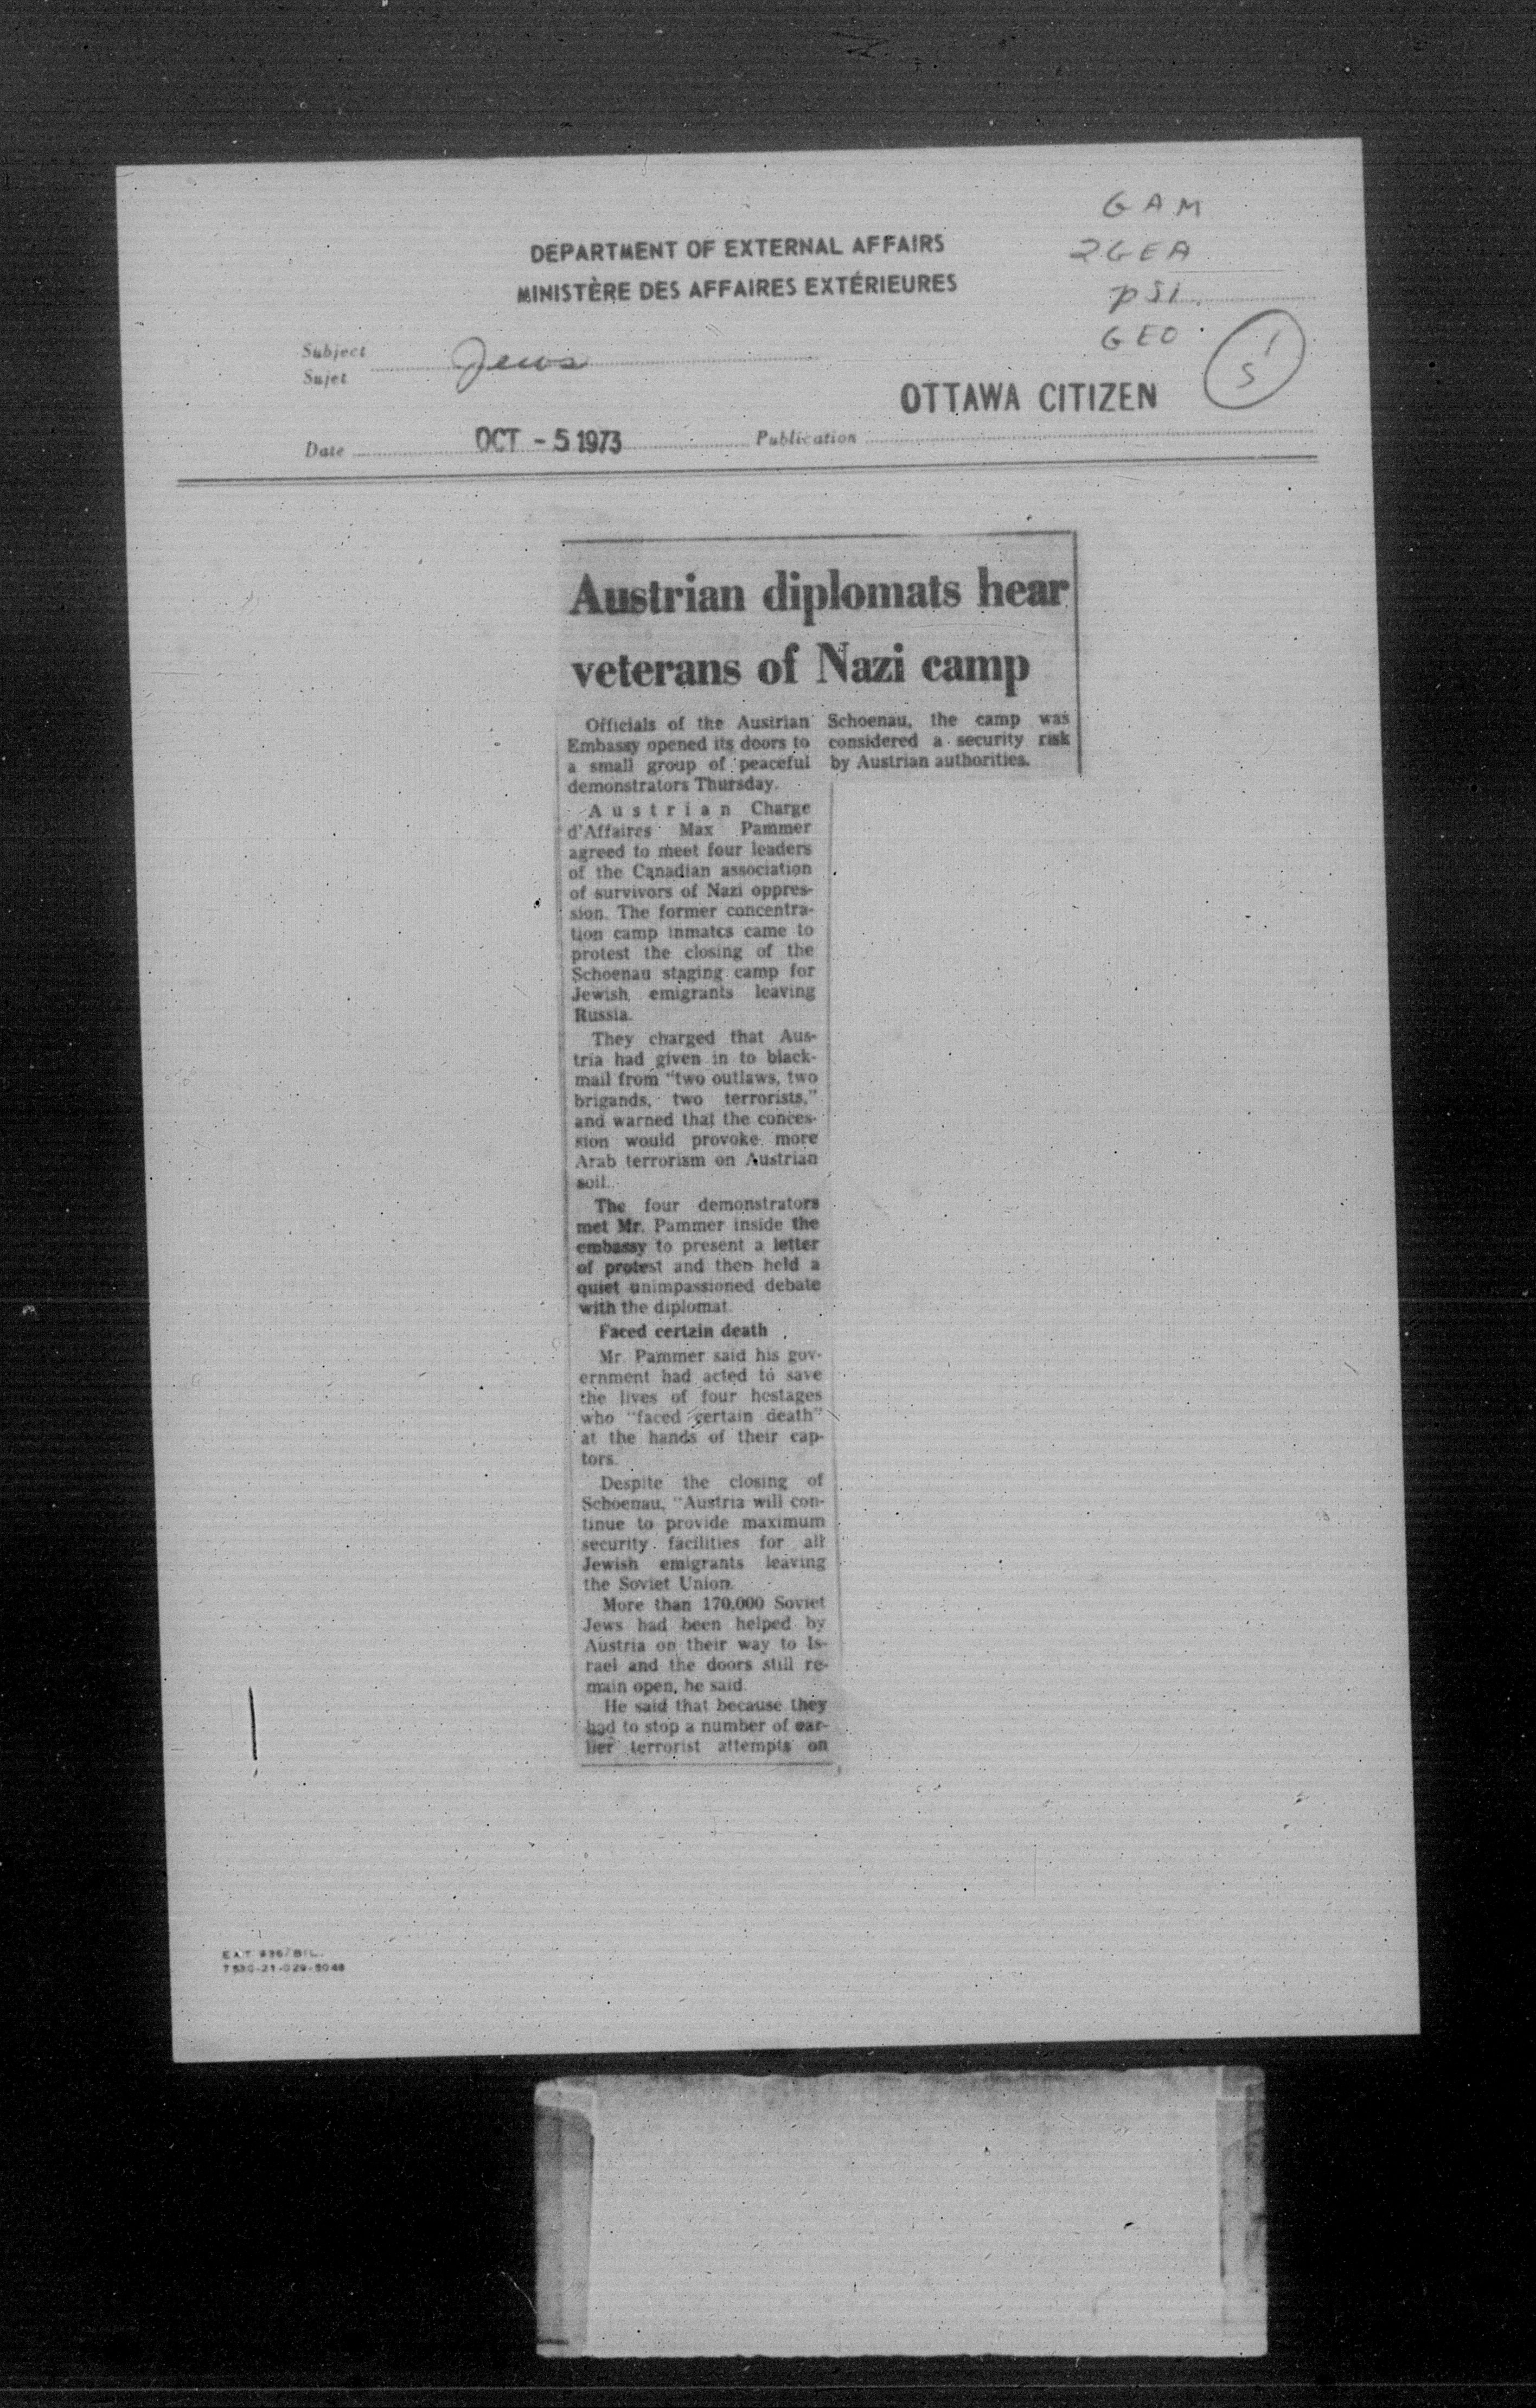 GAM
DEPARTMENT OF EXTERNAL AFFAIRS
2GEA
MINISTÈRE DES AFFAIRES EXTÉRIEURES
PSI
GEO
Subject
Sujet
Jews
OTTAWA CITIZEN
Date
OCT - 5 1973
Publication
Austrian diplomats hear
veterans of Nazi camp
Officials of the Austrian
Embassy opened its doors to
a small group of peaceful
demonstrators Thursday.
Austrian Charge
d'Affaires Max Pammer
agreed to meet four leaders
of the Canadian association
of survivors of Nazi oppres-
sion. The former concentra-
tion camp inmates came to
protest the closing of the
Schoenau staging camp for
Jewish emigrants leaving
Russia.
They charged that Aus-
tria had given in to black-
mail from "two outlaws, two
brigands, two terrorists,"
and warned that the conces-
sion would provoke more
Arab terrorism on Austrian
soil.
The four demonstrators
met Mr. Pammer inside the
embassy to present a letter
of protest and then held a
quiet unimpassioned debate
with the diplomat.
Faced certain death
Mr. Pammer said his gov-
ernment had acted to save
the lives of four hostages
who "faced certain death"
at the hands of their cap-
tors.
Despite the closing of
Schoenau, "Austria will con-
tinue to provide maximum
security facilities for all
Jewish emigrants leaving
the Soviet Union.
More than 170,000 Soviet
Jews had been helped by
Austria on their way to Is-
rael and the doors still re-
main open, he said.
He said that because they
had to stop a number of ear-
lier terrorist attempts on
Schoenau, the camp was
considered a security risk
by Austrian authorities.